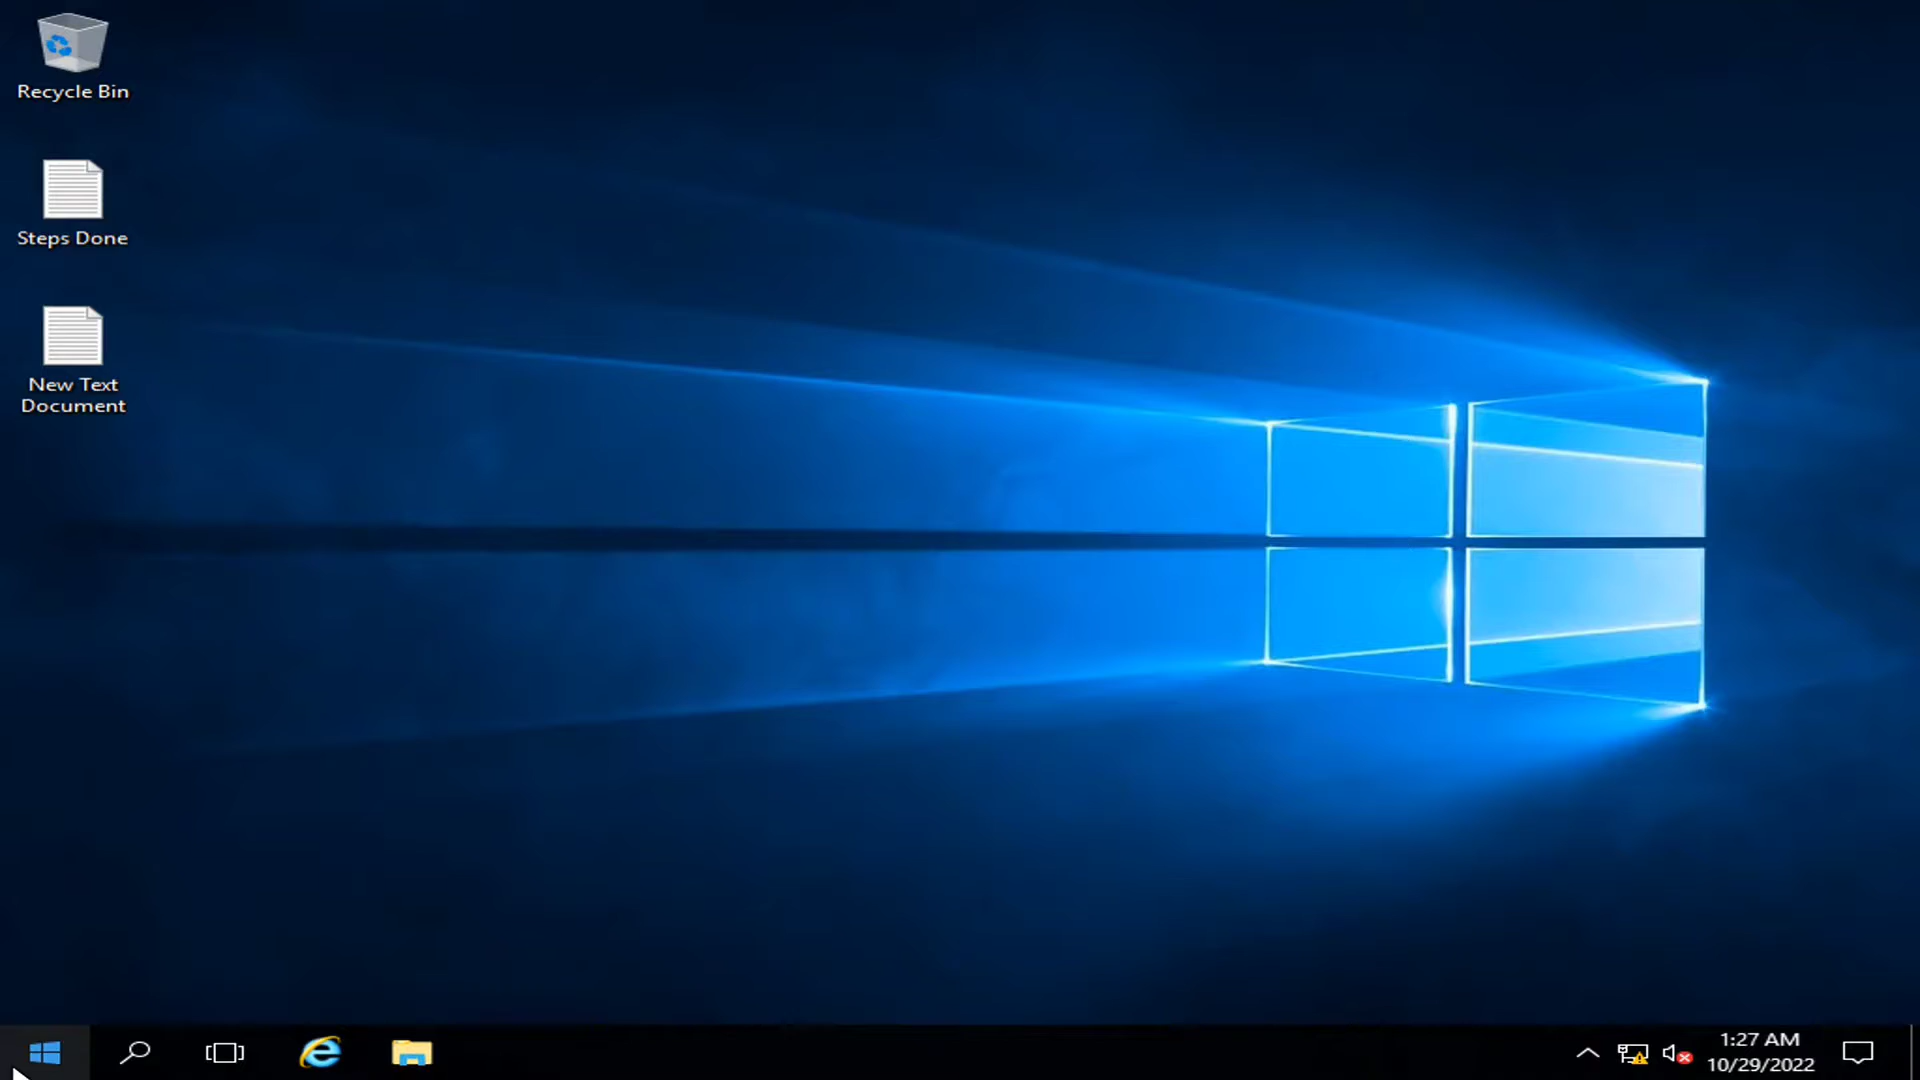 Recycle Bin
Steps Done
New Text
Document
1:27 AM
10/29/2022